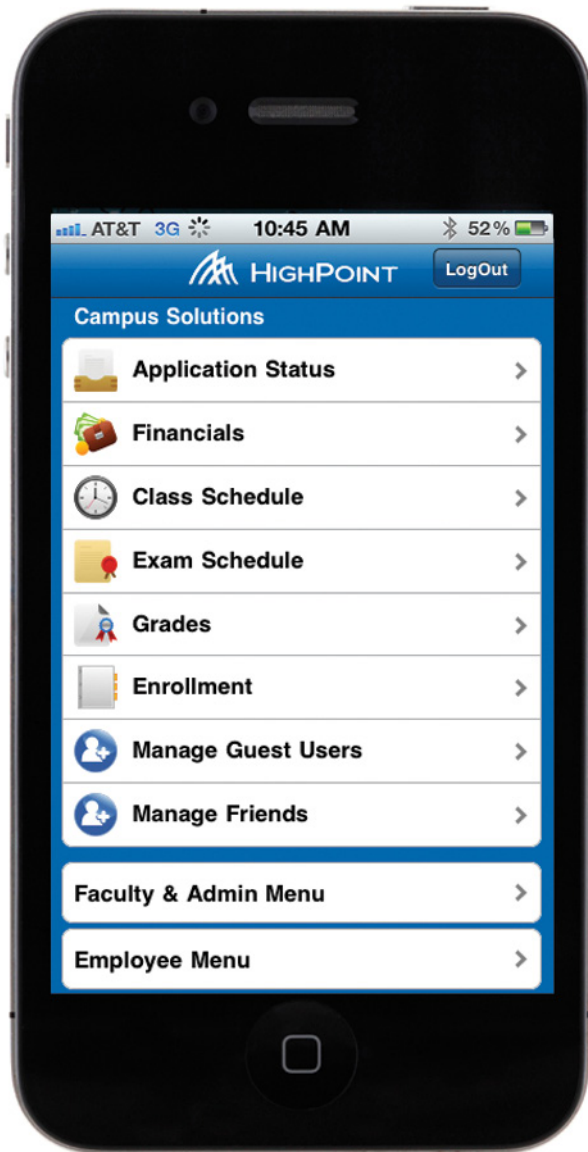 AT&T 3G 10:45 AM 52%
HIGHPOINT LogOut
Campus Solutions
Application Status
Financials
Class Schedule
Exam Schedule
Grades
Enrollment
Manage Guest Users
Manage Friends
Faculty & Admin Menu
Employee Menu